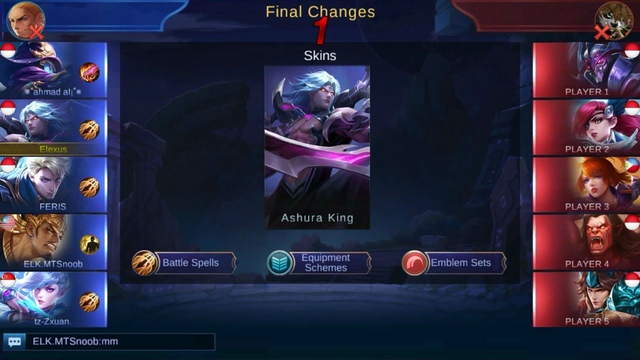 Final Changes
1
Skins
*ahmad ai¡*
Elexus
FERIS
ELK.MTSnoob
tz-Zxuan.
Ashura King
Battle Spells
Equipment
Schemes
Emblem Sets
PLAYER 1
PLAYER 2
PLAYER 3
PLAYER 4
PLAYER 5
ELK.MTSnoob:mm